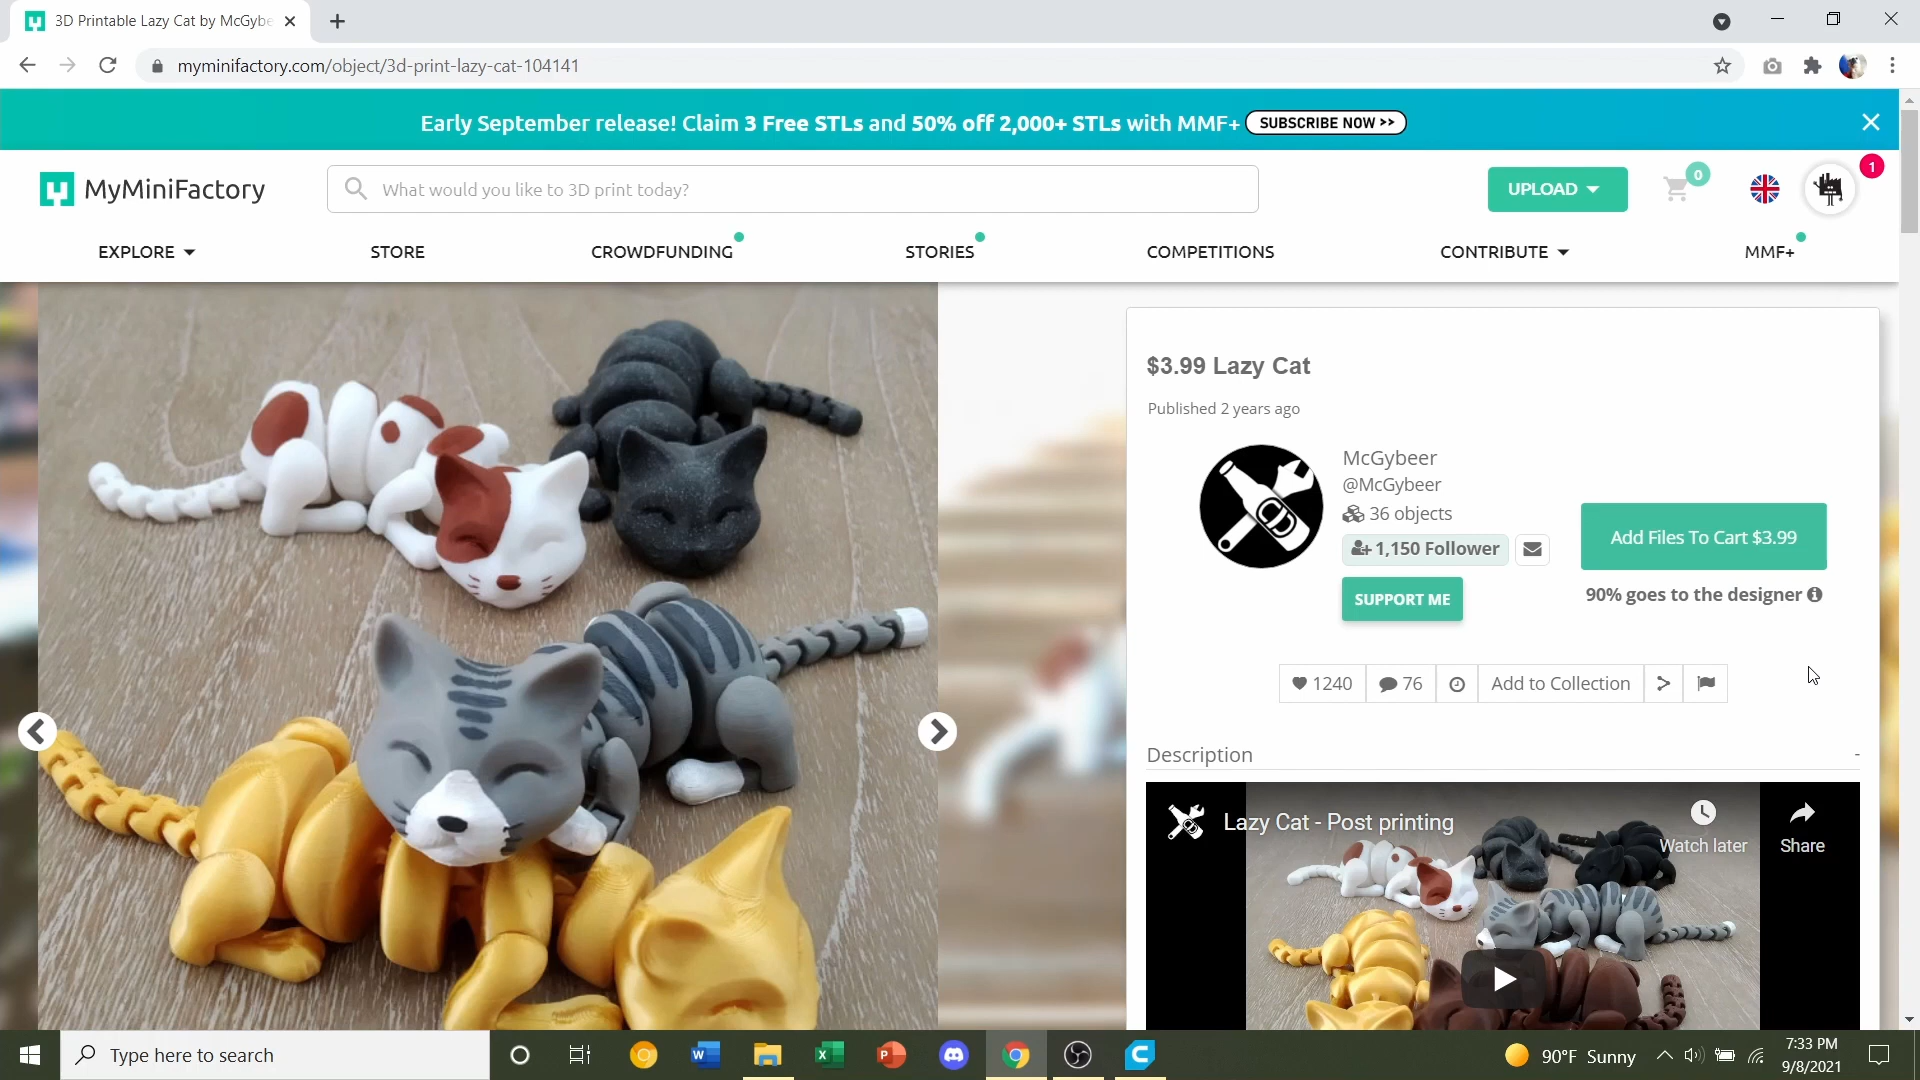 3D Printable Lazy Cat by McGybe
myminifactory.com/object/3d-print-lazy-cat-104141
Early September release! Claim 3 Free STLs and 50% off 2,000+ STLs with MMF+ SUBSCRIBE NOW >>
MyMiniFactory
What would you like to 3D print today?
UPLOAD
0
1
EXPLORE
STORE
CROWDFUNDING
STORIES
COMPETITIONS
CONTRIBUTE
MMF+
$3.99 Lazy Cat
Published 2 years ago
McGybeer
@McGybeer
36 objects
1,150 Follower
SUPPORT ME
Add Files To Cart $3.99
90% goes to the designer
1240
76
Add to Collection
Description
-
Lazy Cat - Post printing
Watch later
Share
Type here to search
90°F Sunny
7:33 PM
9/8/2021